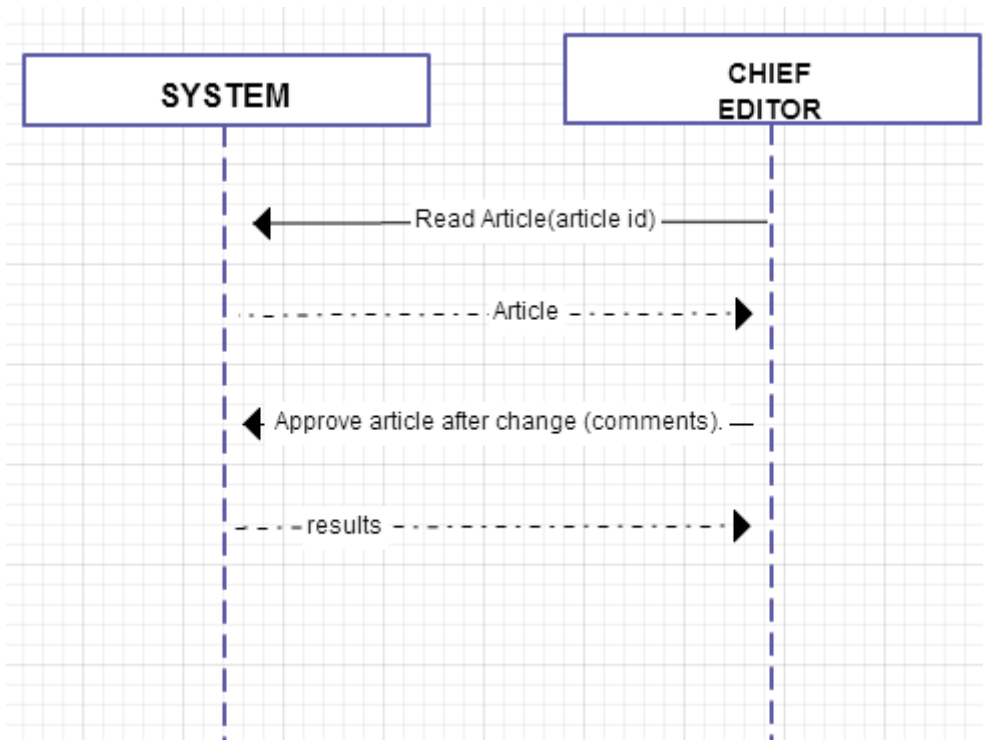 SYSTEM
CHIEF
EDITOR
Read Article(article id)
Article
Approve article after change (comments).
results